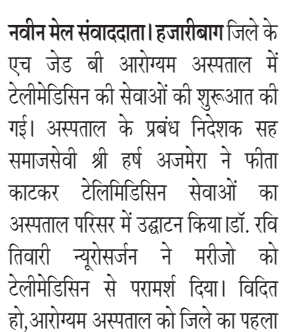 नवीन मेल संवाददाता। हजारीबाग जिले के
एच जेड बी आरोग्यम अस्पताल में
टेलीमेडिसिन की सेवाओं की शुरूआत की
गई। अस्पताल के प्रबंध निदेशक सह
समाजसेवी श्री हर्ष अजमेरा ने फीता
काटकर टेलिमिडिसिन सेवाओं का
अस्पताल परिसर में उद्घाटन किया।डॉ. रवि
तिवारी न्यूरोसर्जन ने मरीजो को
टेलीमेडिसिन से परामर्श दिया। विदित
हो,आरोग्यम अस्पताल को जिले का पहला